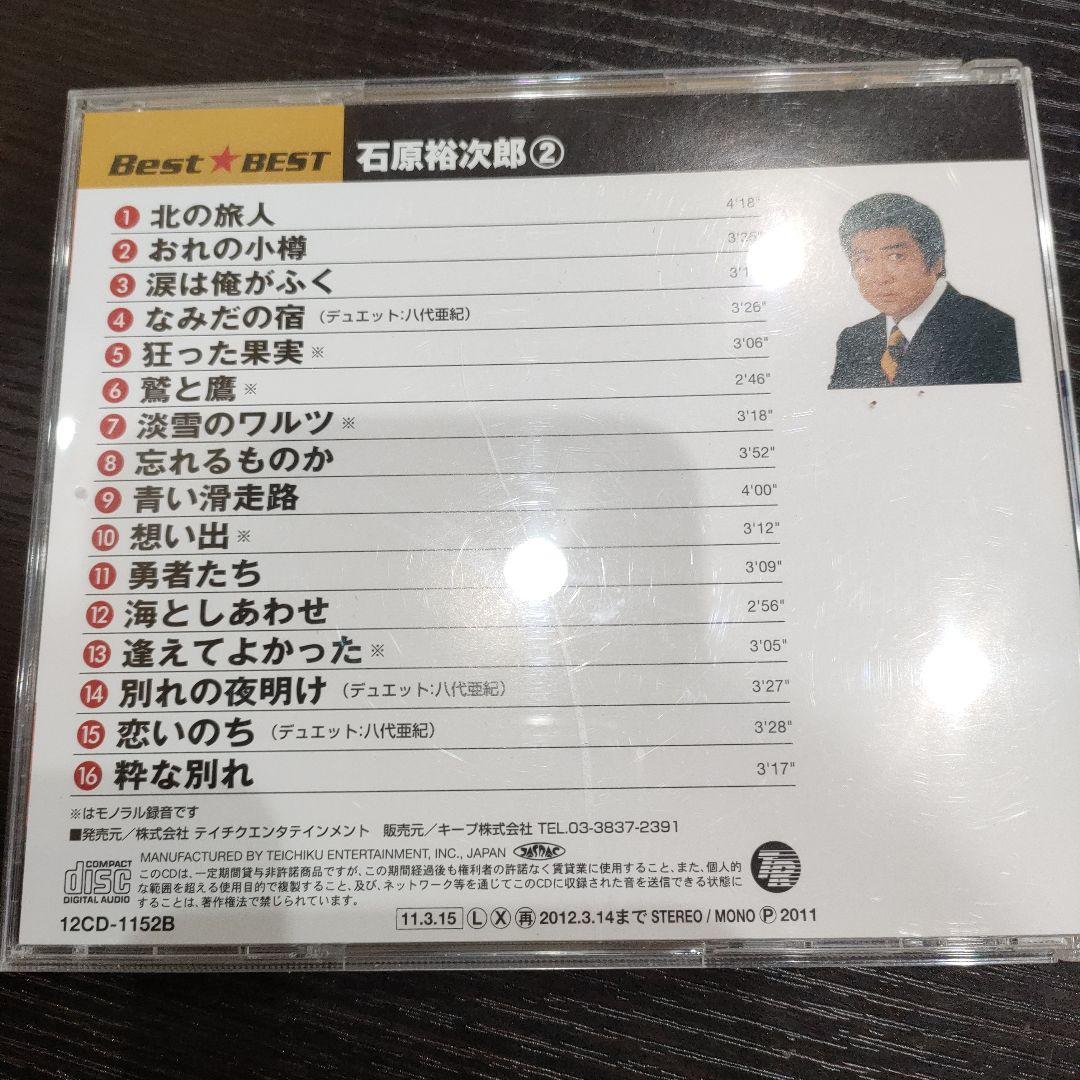 Best★BEST 石原裕次郎②
1 北の旅人 4'18"
2 おれの小樽
3 涙は俺がふく
4 なみだの宿 (デュエット:八代亜紀) 3'26"
5 狂った果実※ 3'06"
6 鷲と鷹※ 2'46"
7 淡雪のワルツ※ 3'18"
8 忘れるものか 3'52"
9 青い滑走路 4'00"
10 想い出※ 3'12"
11 勇者たち 3'09"
12 海としあわせ 2'56"
13 逢えてよかった※ 3'05"
14 別れの夜明け (デュエット:八代亜紀) 3'27"
15 恋いのち (デュエット:八代亜紀) 3'28"
16 粋な別れ 3'17"
※はモノラル録音です
■発売元／株式会社 テイチクエンタテインメント 販売元／キープ株式会社 TEL.03-3837-2391
MANUFACTURED BY TEICHIKU ENTERTAINMENT, INC., JAPAN JASRAC
COMPACT disc DIGITAL AUDIO
このCDは、一定期間貸与非許諾商品ですが、この期間経過後も権利者の許諾なく賃貸業に使用すること、また、個人的
な範囲を超える使用目的で複製すること、及び、ネットワーク等を通じてこのCDに収録された音を送信できる状態に
することは、著作権法で禁じられています。
12CD-1152B 11.3.15 Ⓛ Ⓧ ㊢ 2012.3.14まで STEREO / MONO Ⓟ 2011